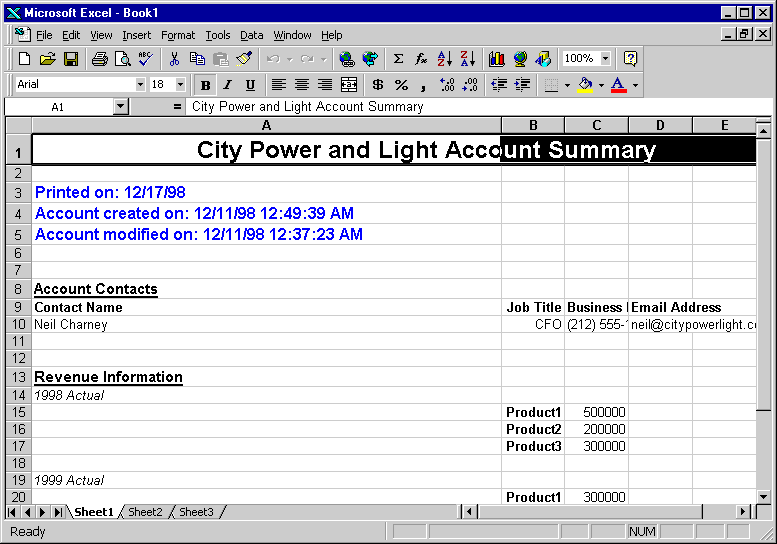 Microsoft Excel - Book1
File Edit View Insert Format Tools Data Window Help
100%
Arial 18 B I U $ % ,
A1 = City Power and Light Account Summary
A B C D E
1 City Power and Light Account Summary
2
3 Printed on: 12/17/98
4 Account created on: 12/11/98 12:49:39 AM
5 Account modified on: 12/11/98 12:37:23 AM
6
7
8 Account Contacts
9 Contact Name Job Title Business Email Address
10 Neil Charney CFO (212) 555- neil@citypowerlight.c
11
12
13 Revenue Information
14 1998 Actual
15 Product1 500000
16 Product2 200000
17 Product3 300000
18
19 1999 Actual
20 Product1 300000
Sheet1 Sheet2 Sheet3
Ready NUM